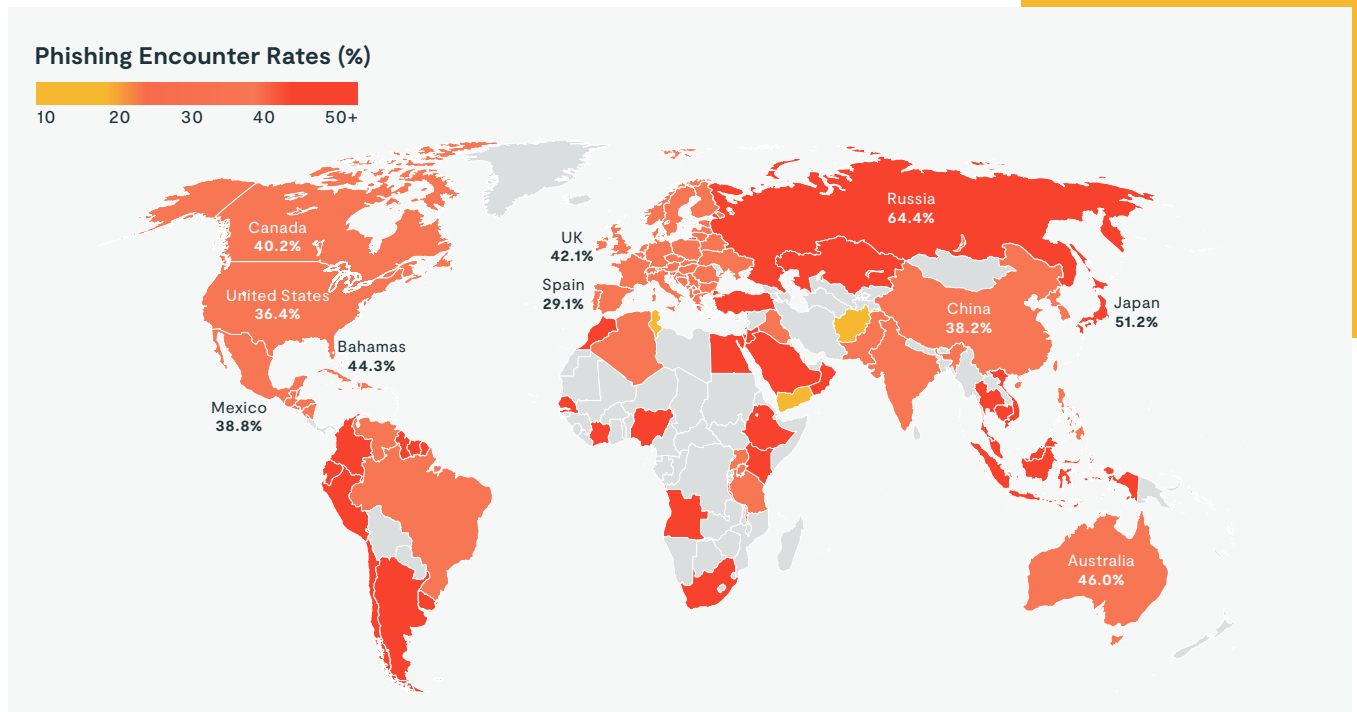 Phishing Encounter Rates (%)
10 20 30 40 50+
Canada
40.2%
United States
36.4%
Bahamas
44.3%
Mexico
38.8%
UK
42.1%
Spain
29.1%
Russia
64.4%
China
38.2%
Japan
51.2%
Australia
46.0%